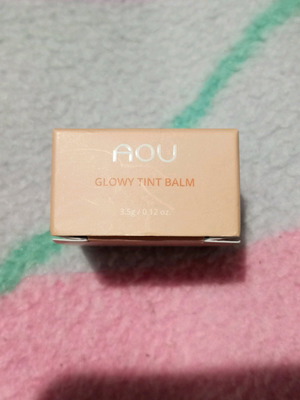 AOU
GLOWY TINT BALM
3.5g / 0.12 oz